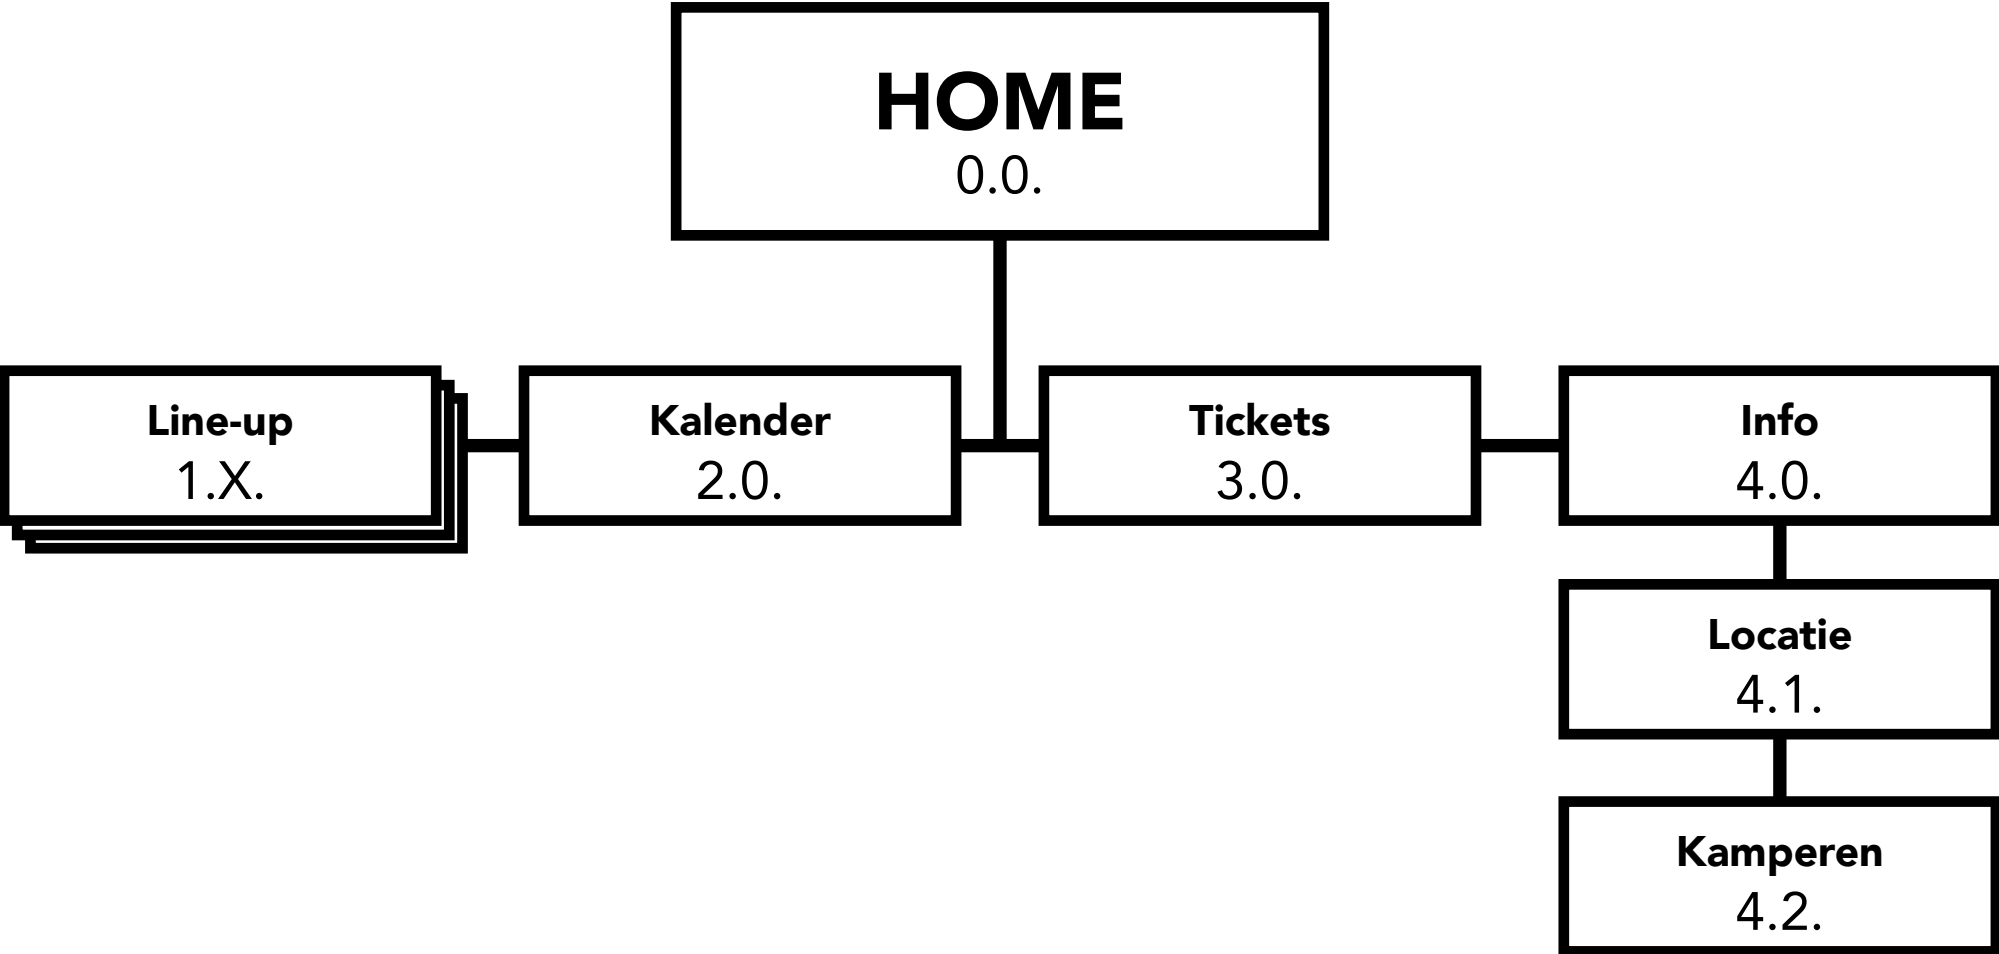 HOME
0.0.
Line-up
1.X.
Kalender
2.0.
Tickets
3.0.
Info
4.0.
Locatie
4.1.
Kamperen
4.2.